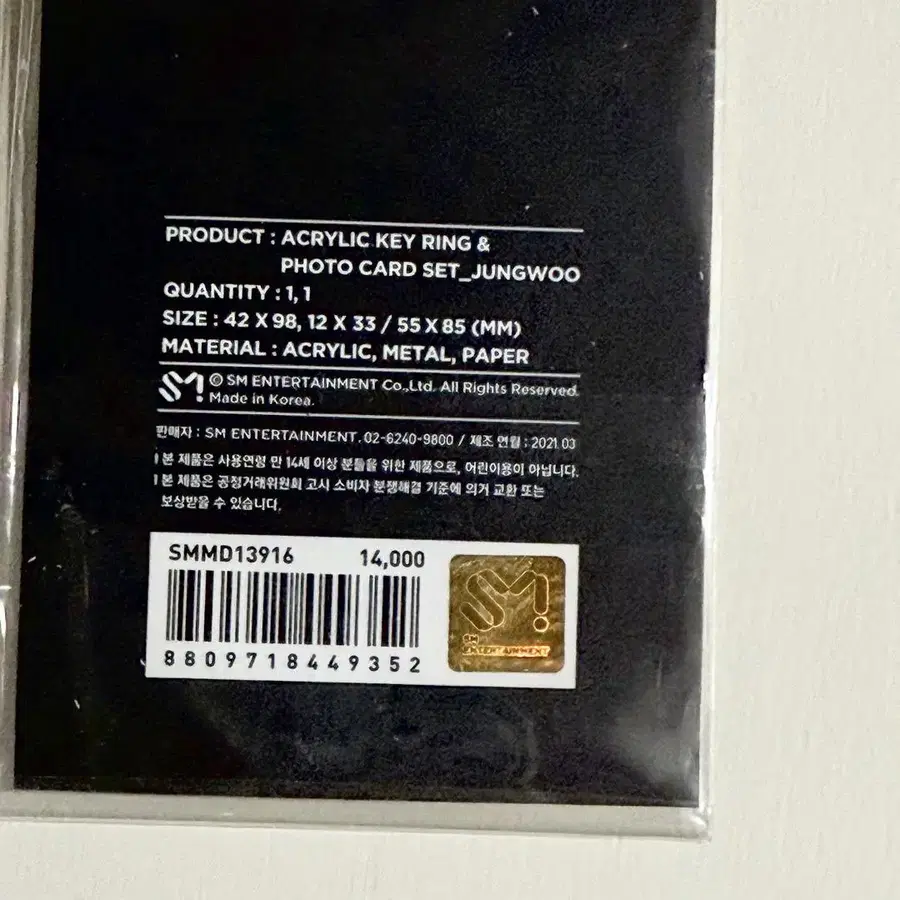 PRODUCT : ACRYLIC KEY RING &
PHOTO CARD SET_JUNGWOO
QUANTITY : 1, 1
SIZE : 42 X 98, 12 X 33 / 55 X 85 (MM)
MATERIAL : ACRYLIC, METAL, PAPER
SM! © SM ENTERTAINMENT Co.,Ltd. All Rights Reserved.
Made in Korea.
판매자 : SM ENTERTAINMENT. 02-6240-9800 / 제조 연월 : 2021.03
본 제품은 사용연령 만 14세 이상 분들을 위한 제품으로, 어린이용이 아닙니다.
본 제품은 공정거래위원회 고시 소비자 분쟁해결 기준에 의거 교환 또는
보상받을 수 있습니다.
SMMD13916 14,000
8809718449352
SM!
SM
ENTERTAINMENT